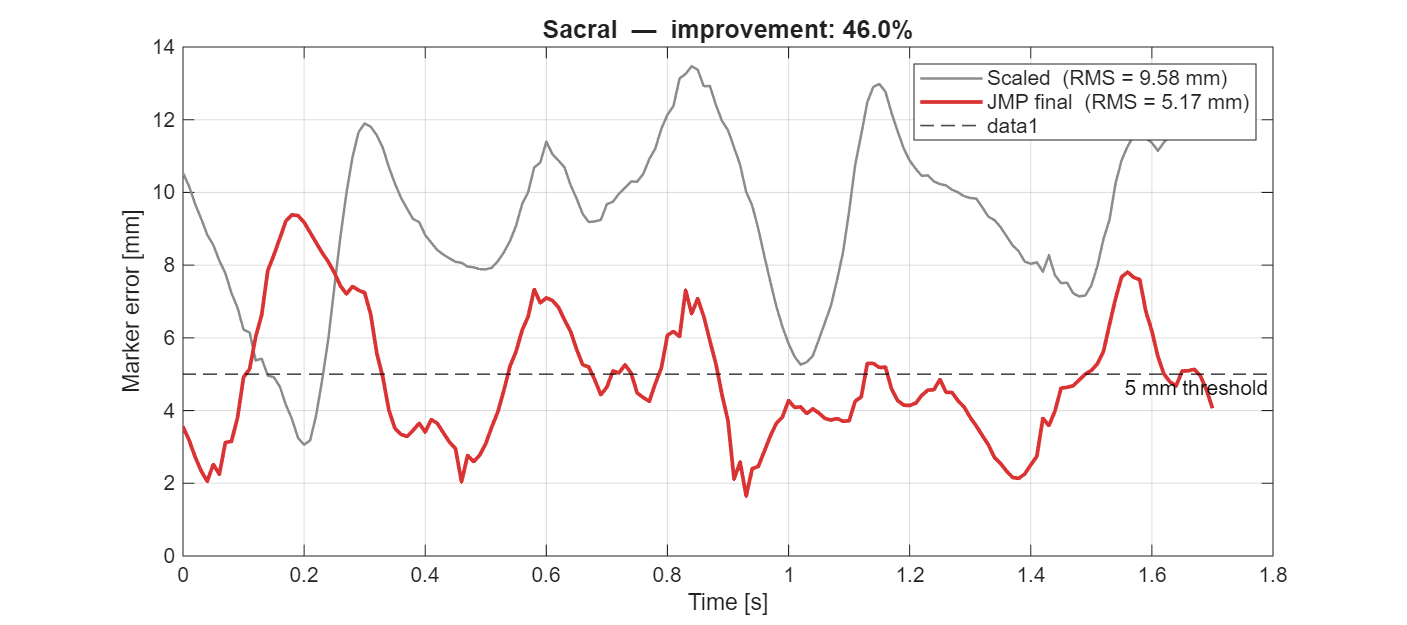 Sacral — improvement: 46.0%
14
12
10
8
6
4
2
0
Marker error [mm]
Scaled (RMS = 9.58 mm)
JMP final (RMS = 5.17 mm)
data1
5 mm threshold
0 0.2 0.4 0.6 0.8 1 1.2 1.4 1.6 1.8
Time [s]